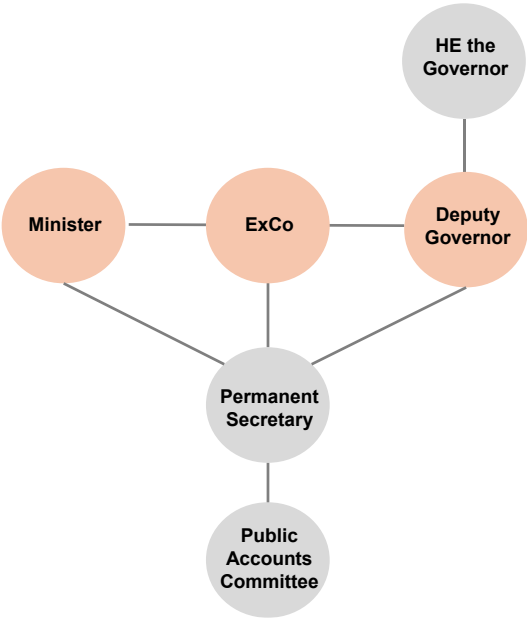 HE the
Governor
Minister
ExCo
Deputy
Governor
Permanent
Secretary
Public
Accounts
Committee